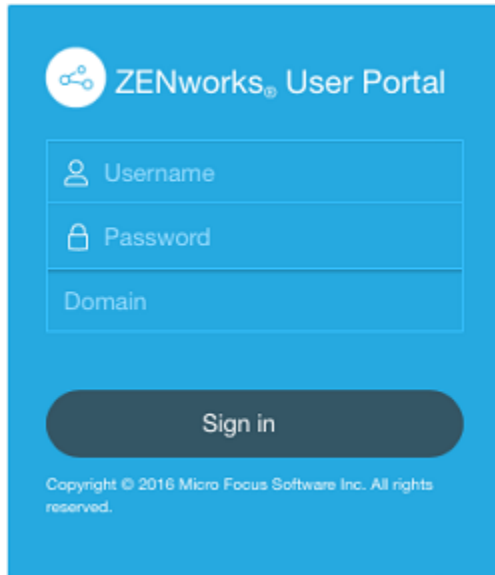 ZENworks® User Portal
Username
Password
Domain
Sign in
Copyright © 2016 Micro Focus Software Inc. All rights
reserved.